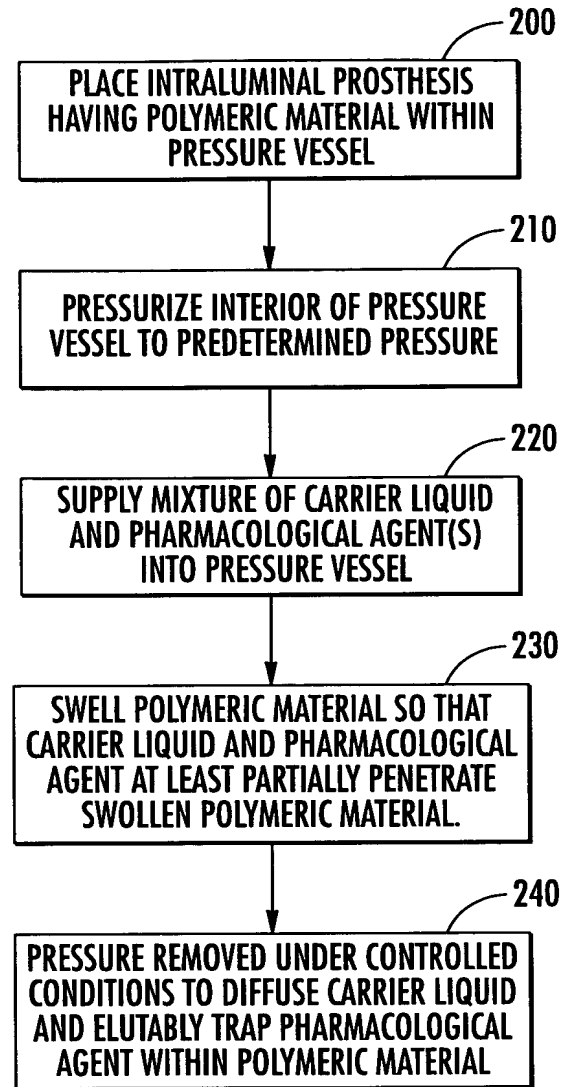 200
PLACE INTRALUMINAL PROSTHESIS
HAVING POLYMERIC MATERIAL WITHIN
PRESSURE VESSEL
210
PRESSURIZE INTERIOR OF PRESSURE
VESSEL TO PREDETERMINED PRESSURE
220
SUPPLY MIXTURE OF CARRIER LIQUID
AND PHARMACOLOGICAL AGENT(S)
INTO PRESSURE VESSEL
230
SWELL POLYMERIC MATERIAL SO THAT
CARRIER LIQUID AND PHARMACOLOGICAL
AGENT AT LEAST PARTIALLY PENETRATE
SWOLLEN POLYMERIC MATERIAL.
240
PRESSURE REMOVED UNDER CONTROLLED
CONDITIONS TO DIFFUSE CARRIER LIQUID
AND ELUTABLY TRAP PHARMACOLOGICAL
AGENT WITHIN POLYMERIC MATERIAL